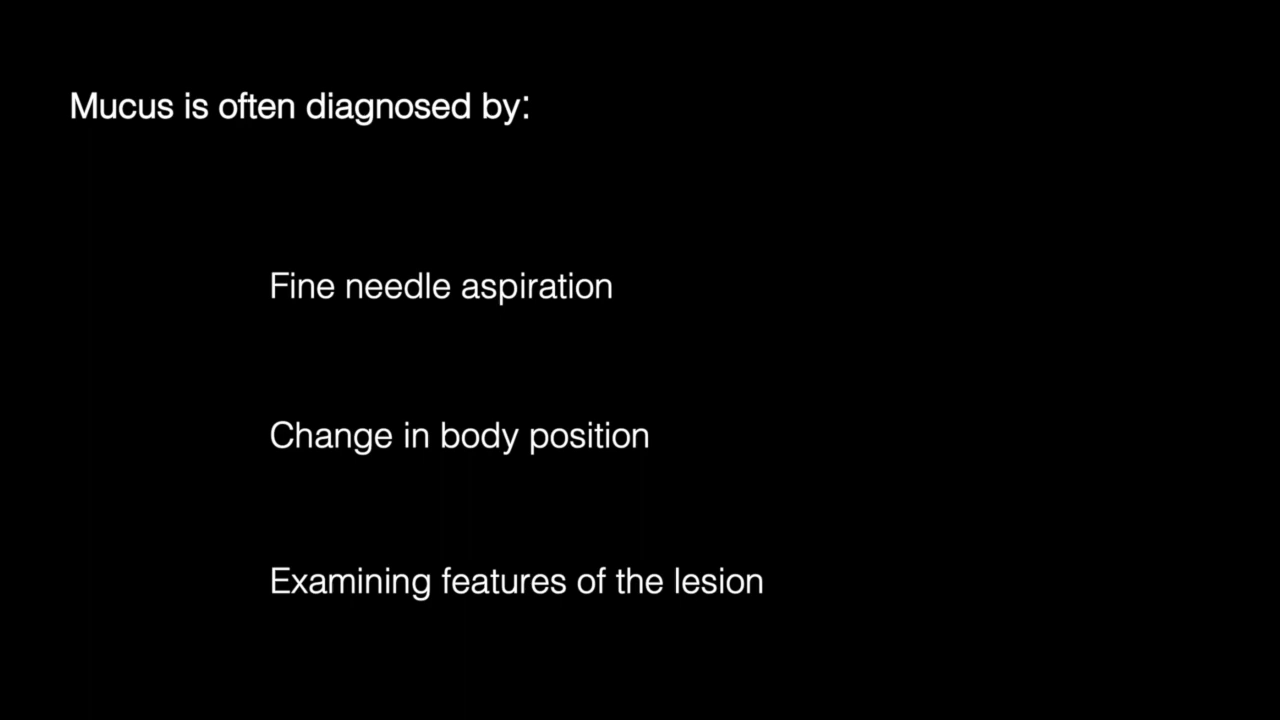 Mucus is often diagnosed by:
Fine needle aspiration
Change in body position
Examining features of the lesion